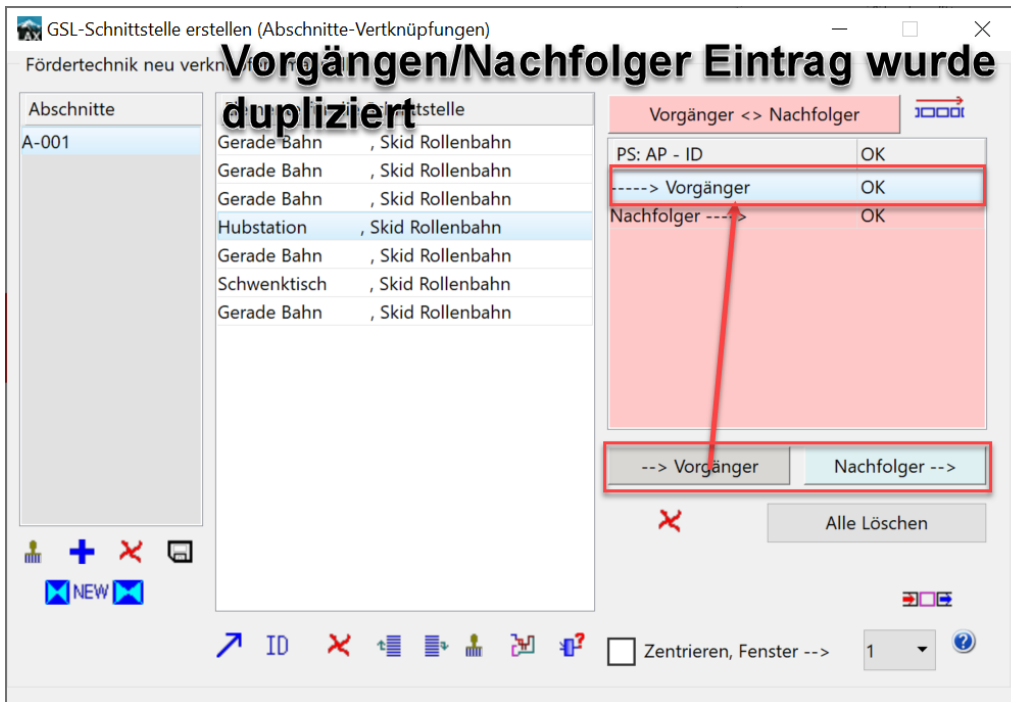 GSL-Schnittstelle erstellen (Abschnitte-Vertknüpfungen)
Vorgängen/Nachfolger Eintrag wurde
dupliziert
Fördertechnik neu
Abschnitte
A-001
Gerade Bahn , Skid Rollenbahn
Gerade Bahn , Skid Rollenbahn
Gerade Bahn , Skid Rollenbahn
Hubstation , Skid Rollenbahn
Gerade Bahn , Skid Rollenbahn
Schwenktisch , Skid Rollenbahn
Gerade Bahn , Skid Rollenbahn
Vorgänger <> Nachfolger
PS: AP - ID OK
-----> Vorgänger OK
Nachfolger -----> OK
--> Vorgänger Nachfolger -->
Alle Löschen
NEW
ID
Zentrieren, Fenster --> 1